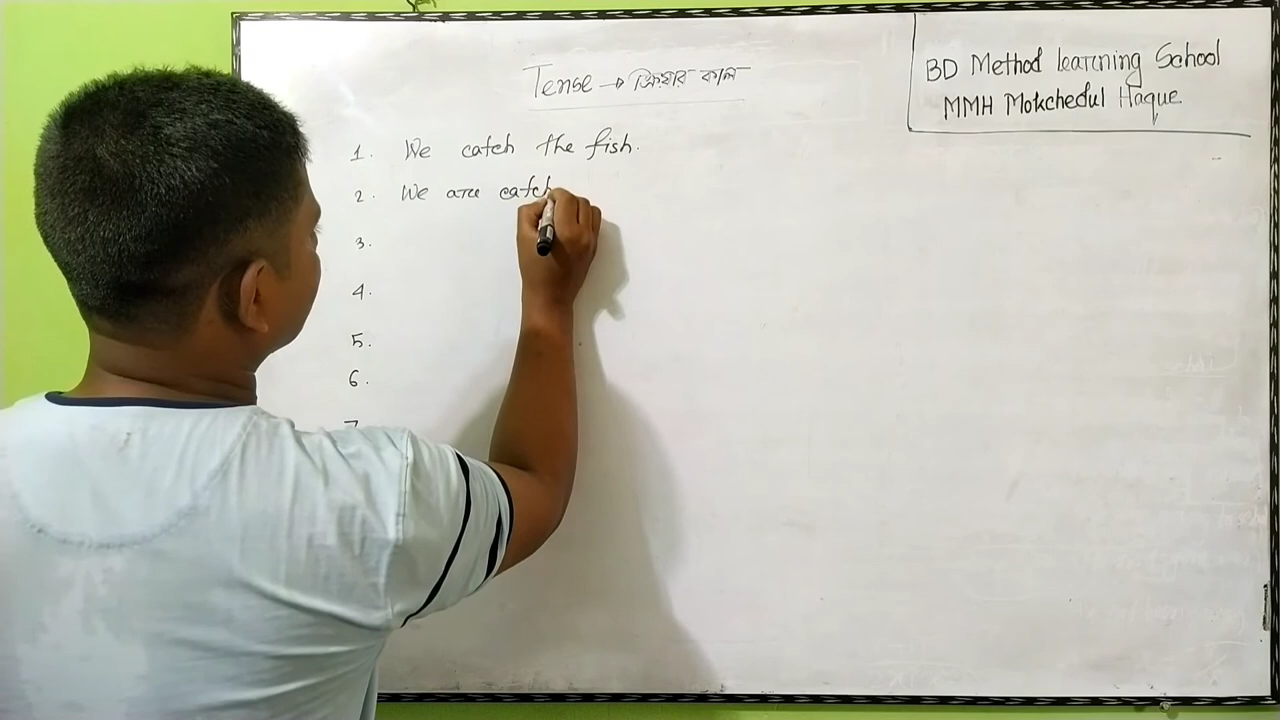 Tense → ক্রিয়ার কাল
BD Method learning School
MMH Mokchedul Haque
1. We catch the fish.
2. We are catch
3.
4.
5.
6.
7